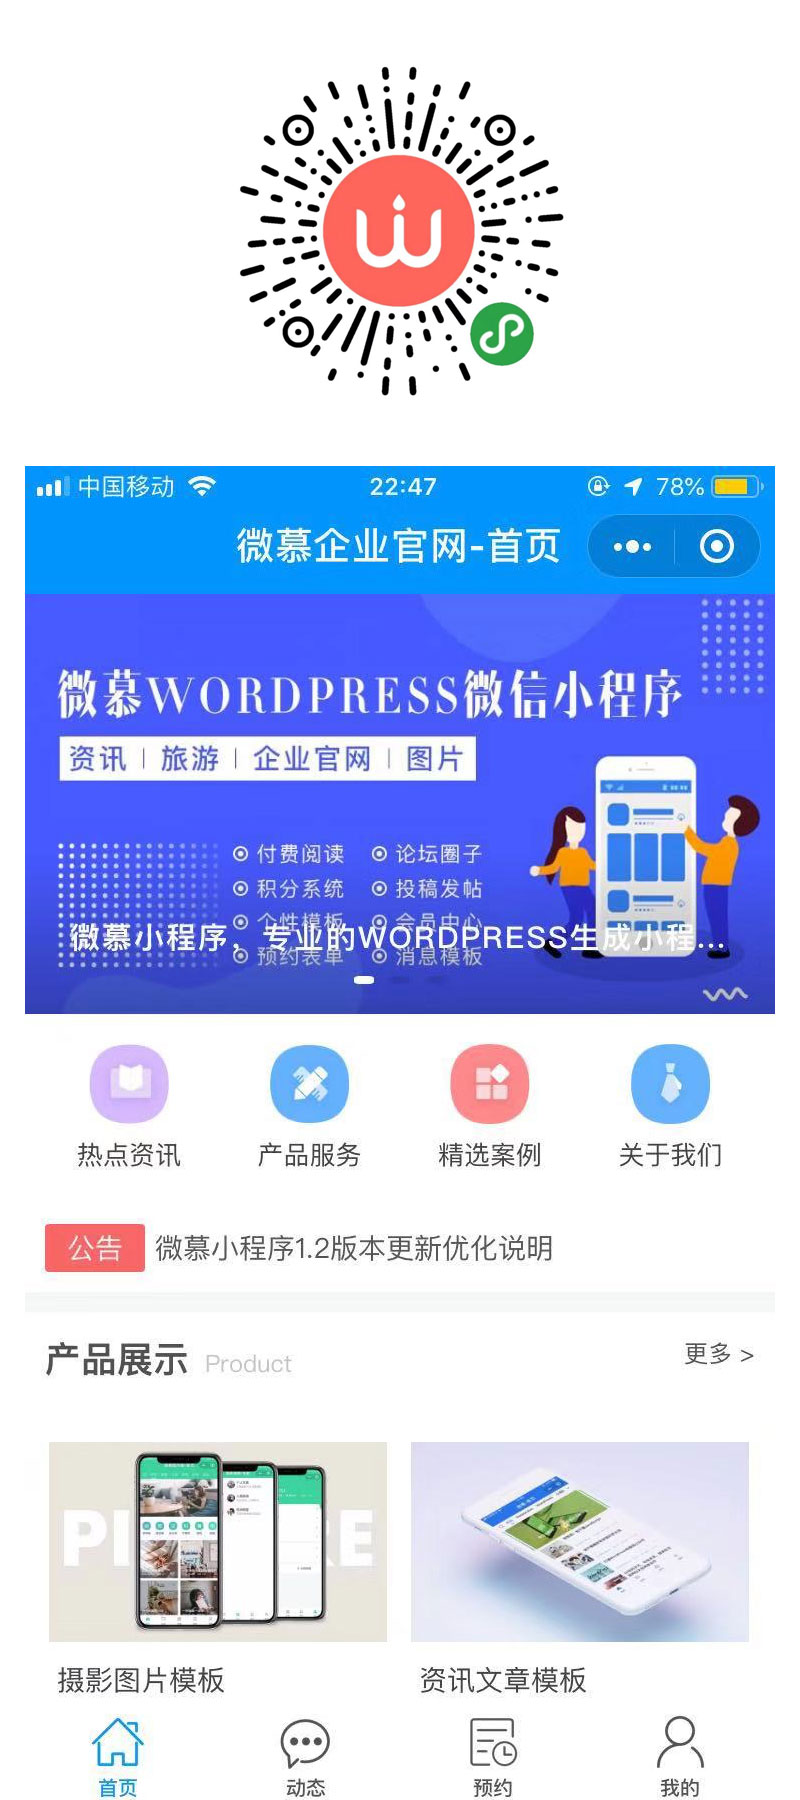 中国移动 22:47 78%
微慕企业官网-首页
微慕WORDPRESS微信小程序
资讯 | 旅游 | 企业官网 | 图片
付费阅读 论坛圈子
积分系统 投稿发帖
个性模板 会员中心
微慕小程序，专业的WORDPRESS生成小程...
预约表单 消息模板
热点资讯 产品服务 精选案例 关于我们
公告 微慕小程序1.2版本更新优化说明
产品展示 Product 更多 >
摄影图片模板 资讯文章模板
首页 动态 预约 我的